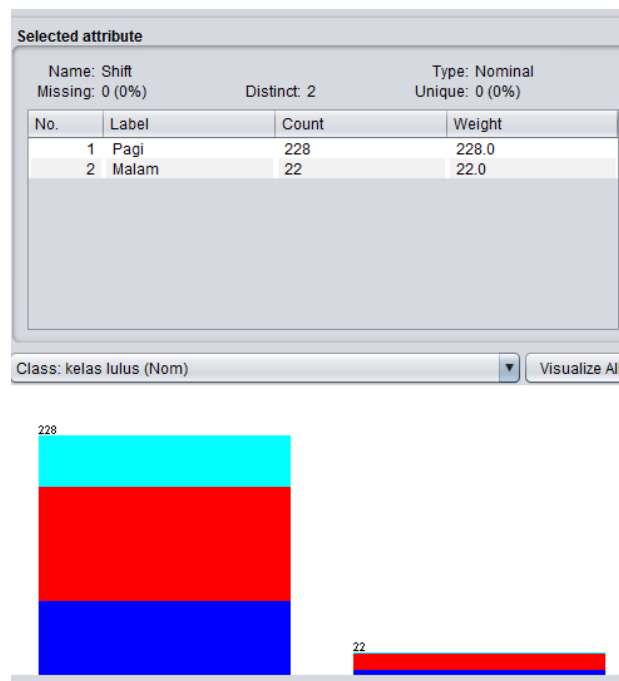 Selected attribute
Name: Shift Type: Nominal
Missing: 0 (0%) Distinct: 2 Unique: 0 (0%)
No. Label Count Weight
1 Pagi 228 228.0
2 Malam 22 22.0
Class: kelas lulus (Nom) Visualize All
228
22